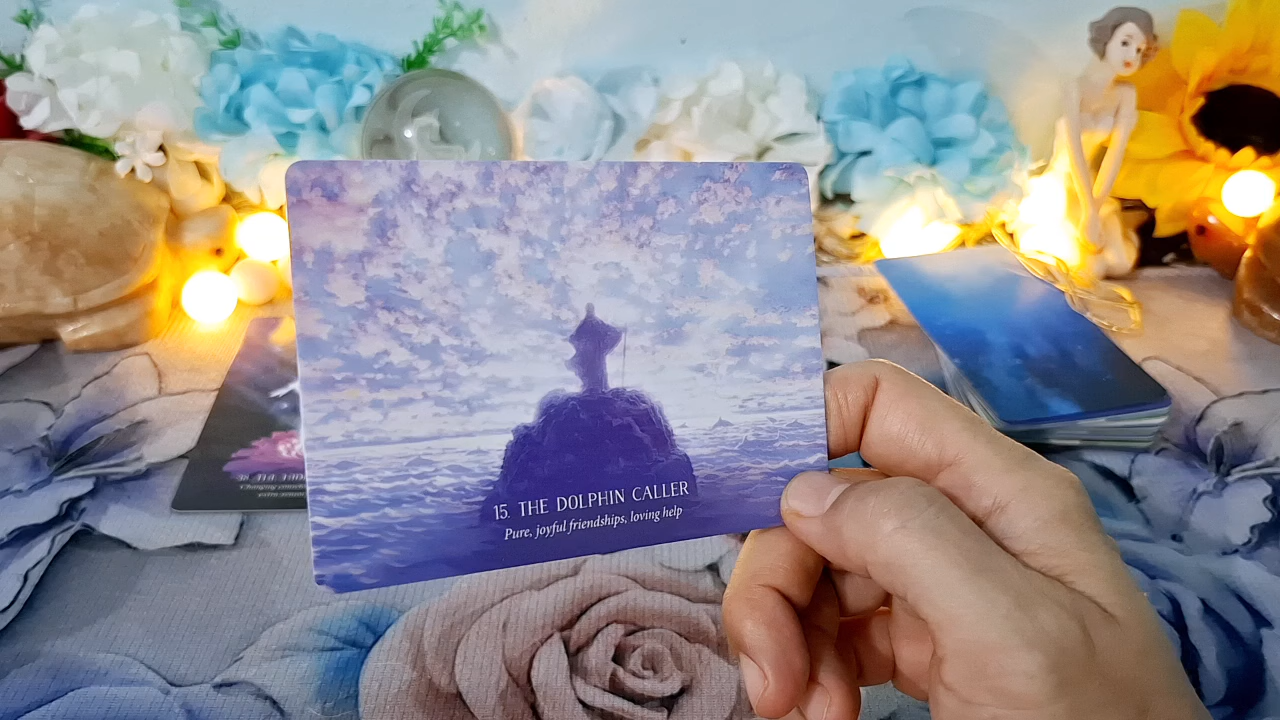 15. THE DOLPHIN CALLER
Pure, joyful friendships, loving help